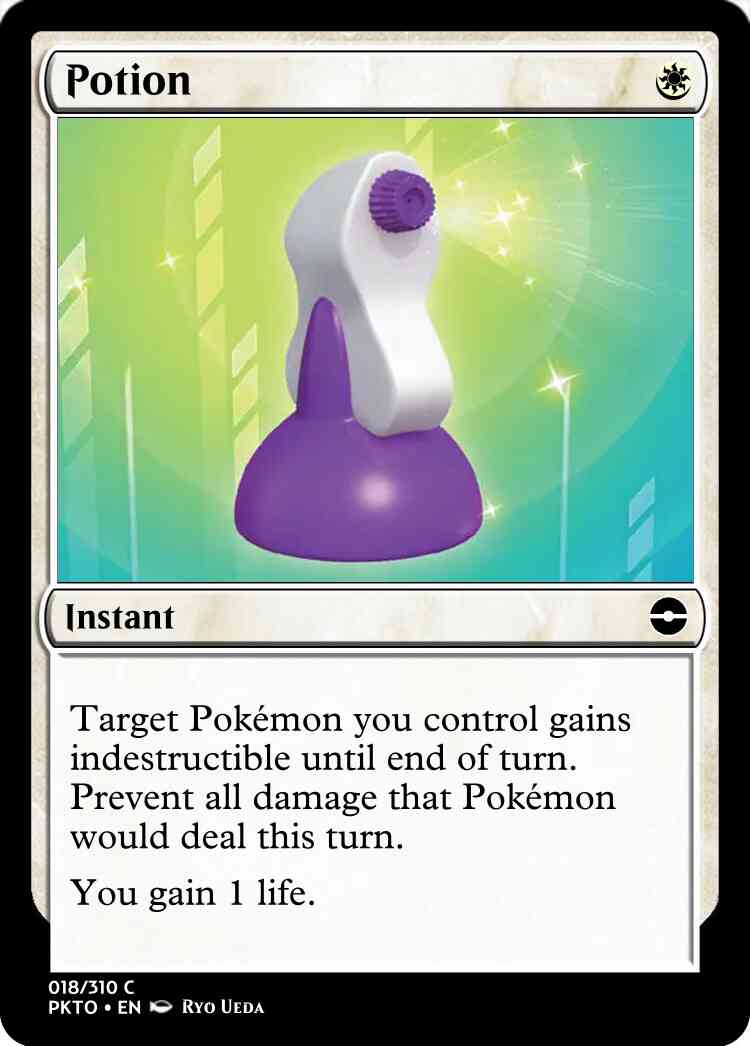 Potion
Instant
Target Pokémon you control gains
indestructible until end of turn.
Prevent all damage that Pokémon
would deal this turn.
You gain 1 life.
018/310 C
PKTO • EN Ryo Ueda